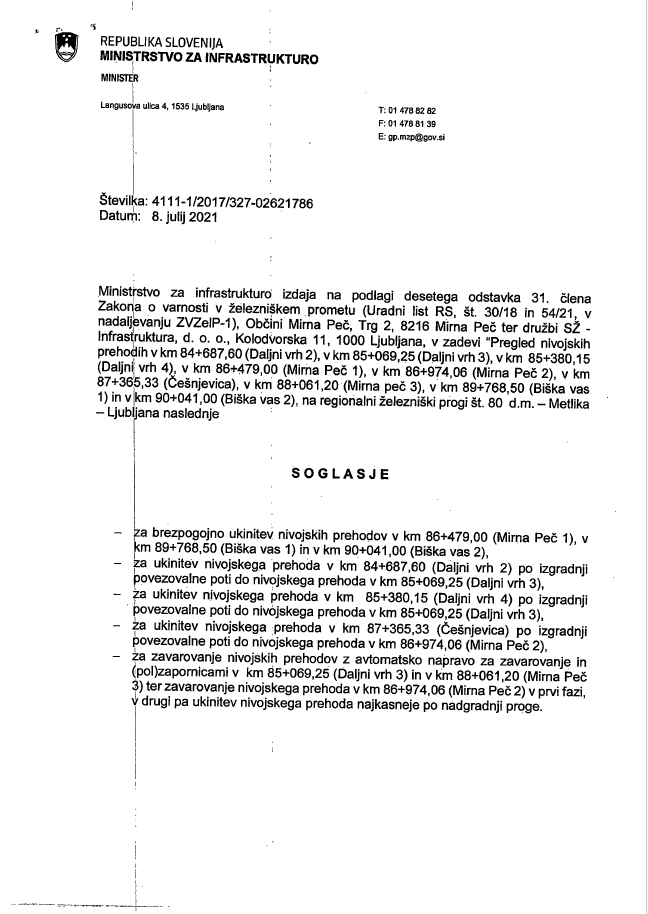 REPUBLIKA SLOVENIJA
MINISTRSTVO ZA INFRASTRUKTURO
MINISTER
Langusova ulica 4, 1535 Ljubljana
T: 01 478 82 82
F: 01 478 81 39
E: gp.mzp@gov.si
Številka: 4111-1/2017/327-02621786
Datum: 8. julij 2021
Ministrstvo za infrastrukturo izdaja na podlagi desetega odstavka 31. člena
Zakona o varnosti v železniškem prometu (Uradni list RS, št. 30/18 in 54/21, v
nadaljevanju ZVZelP-1), Občini Mirna Peč, Trg 2, 8216 Mirna Peč ter družbi SŽ -
Infrastruktura, d. o. o., Kolodvorska 11, 1000 Ljubljana, v zadevi "Pregled nivojskih
prehodih v km 84+687,60 (Daljni vrh 2), v km 85+069,25 (Daljni vrh 3), v km 85+380,15
(Daljni vrh 4), v km 86+479,00 (Mirna Peč 1), v km 86+974,06 (Mirna Peč 2), v km
87+365,33 (Češnjevica), v km 88+061,20 (Mirna peč 3), v km 89+768,50 (Biška vas
1) in v km 90+041,00 (Biška vas 2), na regionalni železniški progi št. 80 d.m. – Metlika
– Ljubljana naslednje
S O G L A S J E
– za brezpogojno ukinitev nivojskih prehodov v km 86+479,00 (Mirna Peč 1), v
km 89+768,50 (Biška vas 1) in v km 90+041,00 (Biška vas 2),
– za ukinitev nivojskega prehoda v km 84+687,60 (Daljni vrh 2) po izgradnji
povezovalne poti do nivojskega prehoda v km 85+069,25 (Daljni vrh 3),
– za ukinitev nivojskega prehoda v km 85+380,15 (Daljni vrh 4) po izgradnji
povezovalne poti do nivojskega prehoda v km 85+069,25 (Daljni vrh 3),
– za ukinitev nivojskega prehoda v km 87+365,33 (Češnjevica) po izgradnji
povezovalne poti do nivojskega prehoda v km 86+974,06 (Mirna Peč 2),
– za zavarovanje nivojskih prehodov z avtomatsko napravo za zavarovanje in
(pol)zapornicami v km 85+069,25 (Daljni vrh 3) in v km 88+061,20 (Mirna Peč
3) ter zavarovanje nivojskega prehoda v km 86+974,06 (Mirna Peč 2) v prvi fazi,
v drugi pa ukinitev nivojskega prehoda najkasneje po nadgradnji proge.